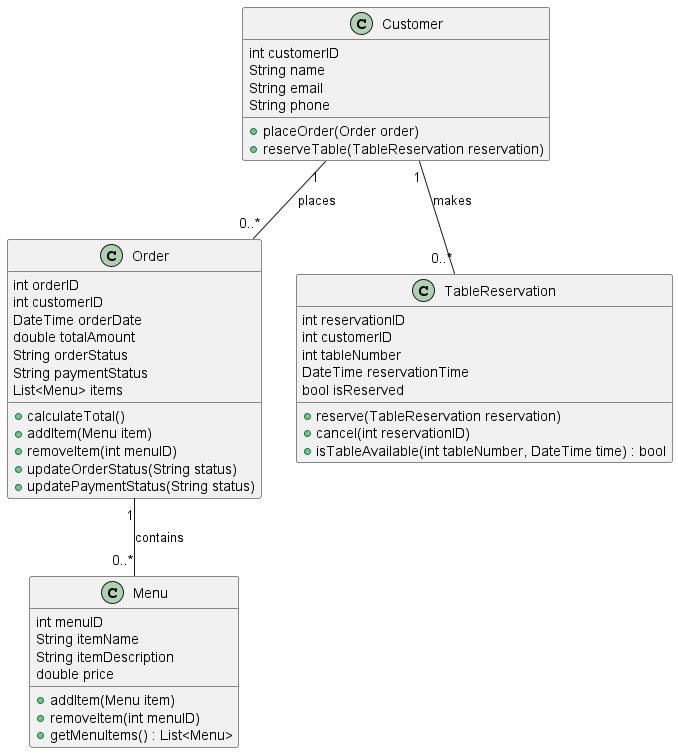 C Customer
int customerID
String name
String email
String phone
placeOrder(Order order)
reserveTable(TableReservation reservation)
1
1
places
makes
0..*
0..*
C Order
int orderID
int customerID
DateTime orderDate
double totalAmount
String orderStatus
String paymentStatus
List<Menu> items
calculateTotal()
addItem(Menu item)
removeItem(int menuID)
updateOrderStatus(String status)
updatePaymentStatus(String status)
C TableReservation
int reservationID
int customerID
int tableNumber
DateTime reservationTime
bool isReserved
reserve(TableReservation reservation)
cancel(int reservationID)
isTableAvailable(int tableNumber, DateTime time) : bool
1
contains
0..*
C Menu
int menuID
String itemName
String itemDescription
double price
addItem(Menu item)
removeItem(int menuID)
getMenuItems() : List<Menu>